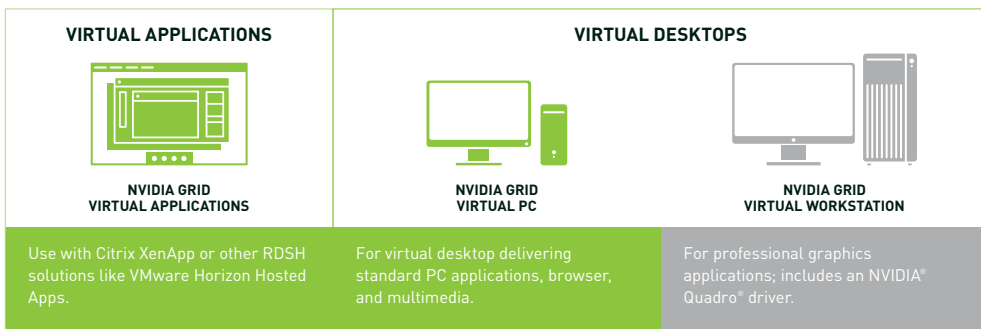 VIRTUAL APPLICATIONS
VIRTUAL DESKTOPS
NVIDIA GRID
VIRTUAL APPLICATIONS
NVIDIA GRID
VIRTUAL PC
NVIDIA GRID
VIRTUAL WORKSTATION
Use with Citrix XenApp or other RDSH
solutions like VMware Horizon Hosted
Apps.
For virtual desktop delivering
standard PC applications, browser,
and multimedia.
For professional graphics
applications; includes an NVIDIA®
Quadro® driver.